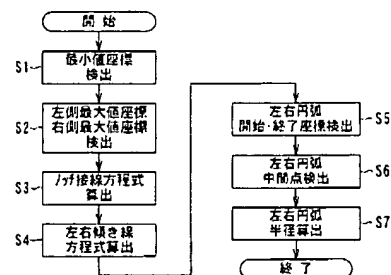 開始
S1
最小値座標
検出
S2
左側最大値座標
右側最大値座標
検出
S3
ノッチ接線方程式
算出
S4
左右傾き線
方程式算出
S5
左右円弧
開始・終了座標検出
S6
左右円弧
中間点検出
S7
左右円弧
半径算出
終了